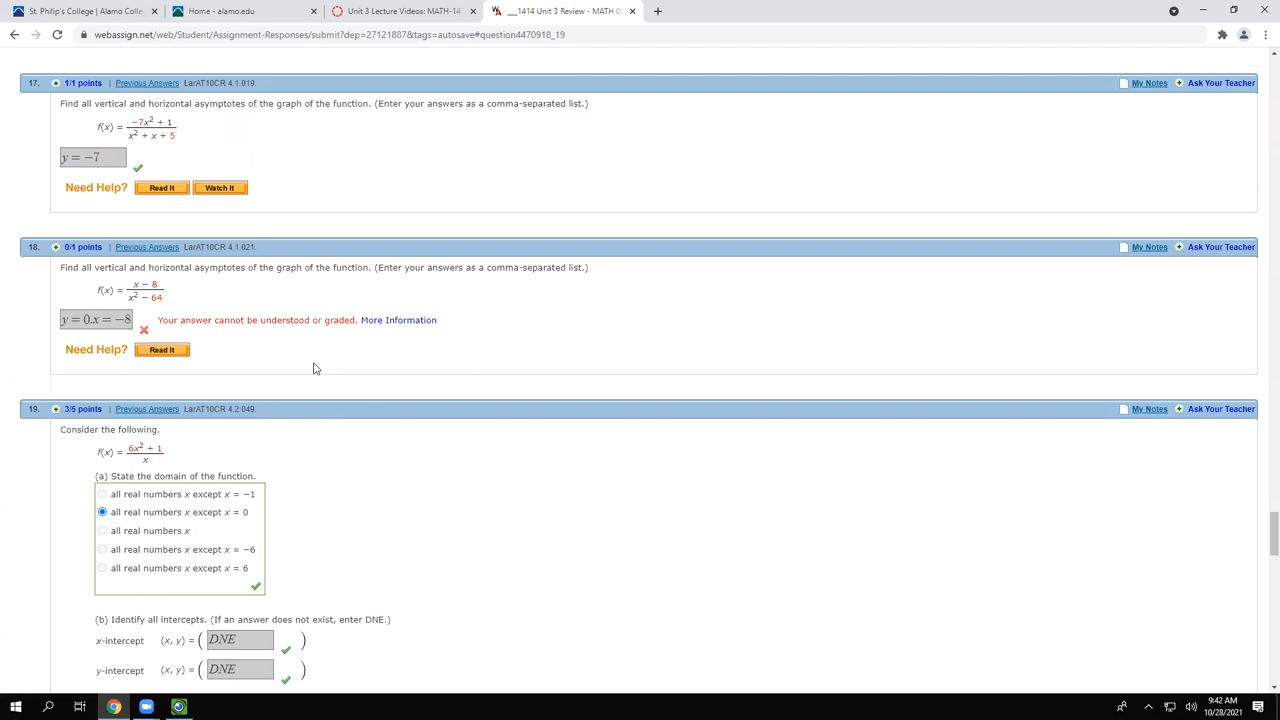 St. Philip's College | Alamo Colleg
Home - alamo.edu
Unit 3 Lecture Videos: MATH-141
__1414 Unit 3 Review - MATH 0
webassign.net/web/Student/Assignment-Responses/submit?dep=27121887&tags=autosave#question4470918_19
17. 1/1 points | Previous Answers LarAT10CR 4.1.019. My Notes Ask Your Teacher
Find all vertical and horizontal asymptotes of the graph of the function. (Enter your answers as a comma-separated list.)
f(x) = −7x² + 1
x² + x + 5
y = −7
Need Help? Read It Watch It
18. 0/1 points | Previous Answers LarAT10CR 4.1.021. My Notes Ask Your Teacher
Find all vertical and horizontal asymptotes of the graph of the function. (Enter your answers as a comma-separated list.)
f(x) = x − 8
x² − 64
y = 0.x = −8 Your answer cannot be understood or graded. More Information
Need Help? Read It
19. 3/5 points | Previous Answers LarAT10CR 4.2.049. My Notes Ask Your Teacher
Consider the following.
f(x) = 6x² + 1
x
(a) State the domain of the function.
all real numbers x except x = −1
all real numbers x except x = 0
all real numbers x
all real numbers x except x = −6
all real numbers x except x = 6
(b) Identify all intercepts. (If an answer does not exist, enter DNE.)
x-intercept (x, y) = ( DNE )
y-intercept (x, y) = ( DNE )
9:42 AM
10/28/2021